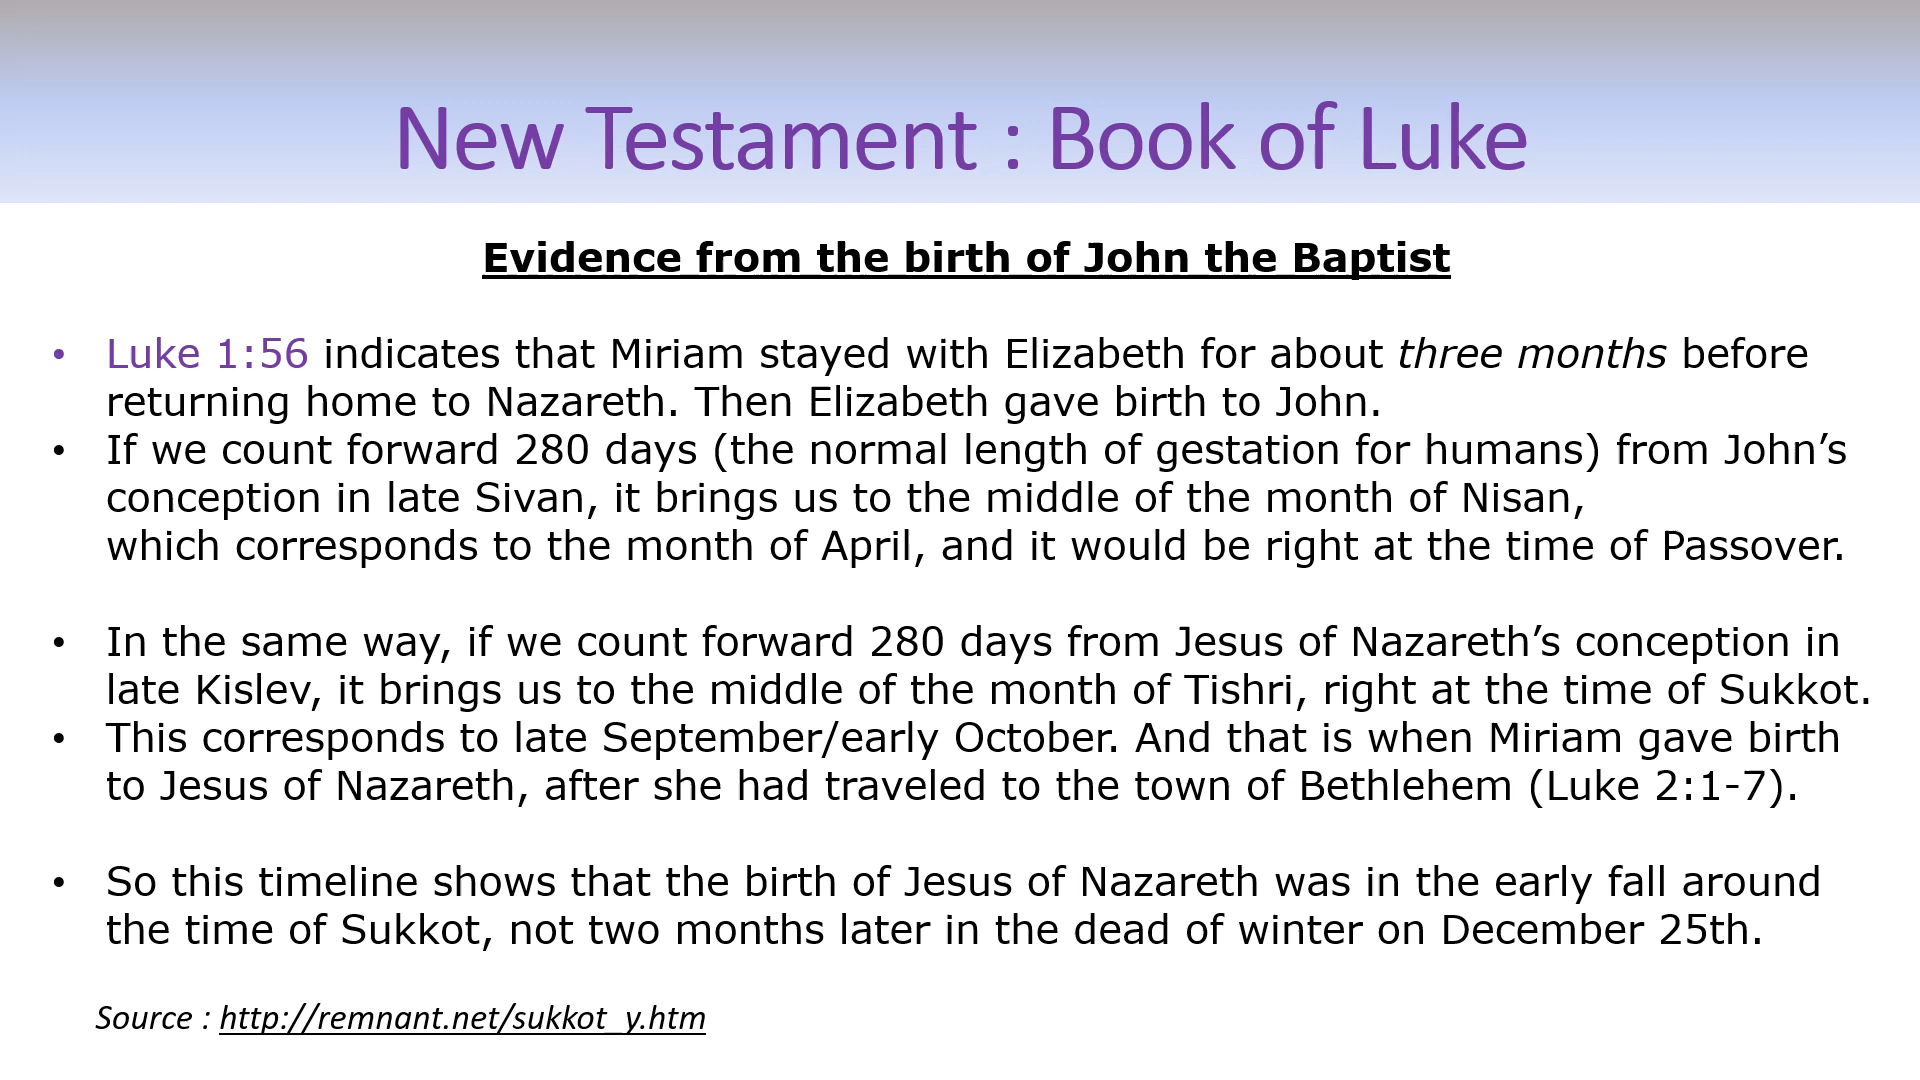 New Testament : Book of Luke
Evidence from the birth of John the Baptist
• Luke 1:56 indicates that Miriam stayed with Elizabeth for about three months before
returning home to Nazareth. Then Elizabeth gave birth to John.
• If we count forward 280 days (the normal length of gestation for humans) from John’s
conception in late Sivan, it brings us to the middle of the month of Nisan,
which corresponds to the month of April, and it would be right at the time of Passover.
• In the same way, if we count forward 280 days from Jesus of Nazareth’s conception in
late Kislev, it brings us to the middle of the month of Tishri, right at the time of Sukkot.
• This corresponds to late September/early October. And that is when Miriam gave birth
to Jesus of Nazareth, after she had traveled to the town of Bethlehem (Luke 2:1-7).
• So this timeline shows that the birth of Jesus of Nazareth was in the early fall around
the time of Sukkot, not two months later in the dead of winter on December 25th.
Source : http://remnant.net/sukkot_y.htm